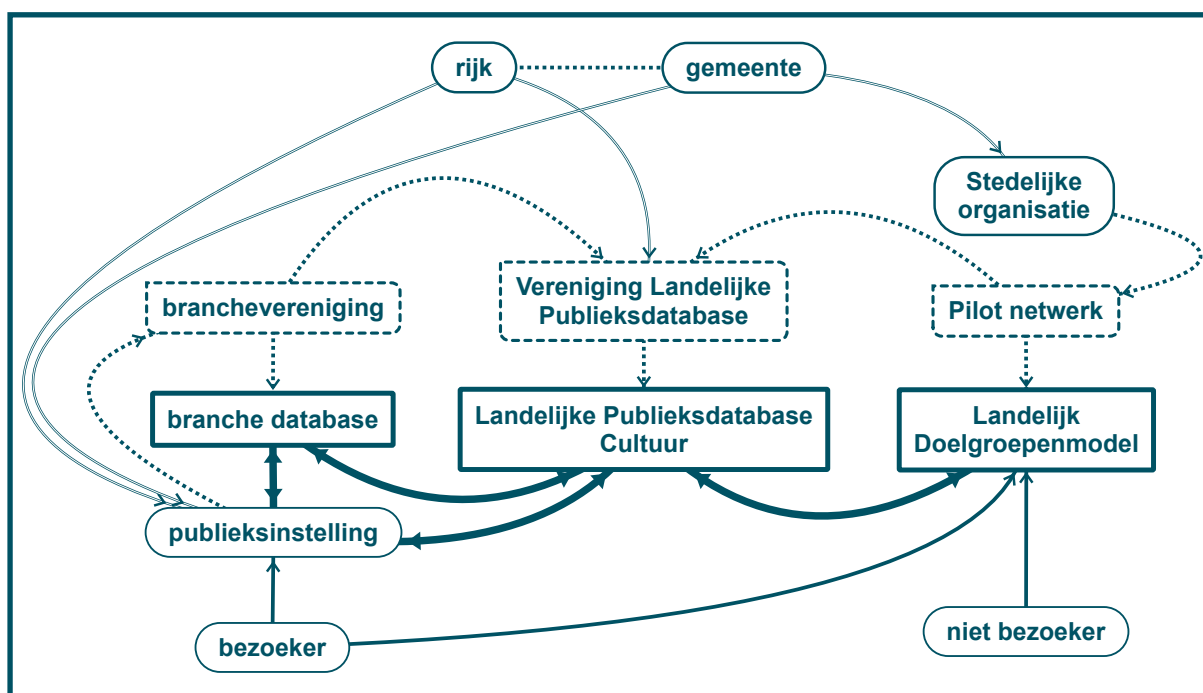 rijk
gemeente
Stedelijke
organisatie
branchevereniging
Vereniging Landelijke
Publieksdatabase
Pilot netwerk
branche database
Landelijke Publieksdatabase
Cultuur
Landelijk
Doelgroepenmodel
publieksinstelling
bezoeker
niet bezoeker